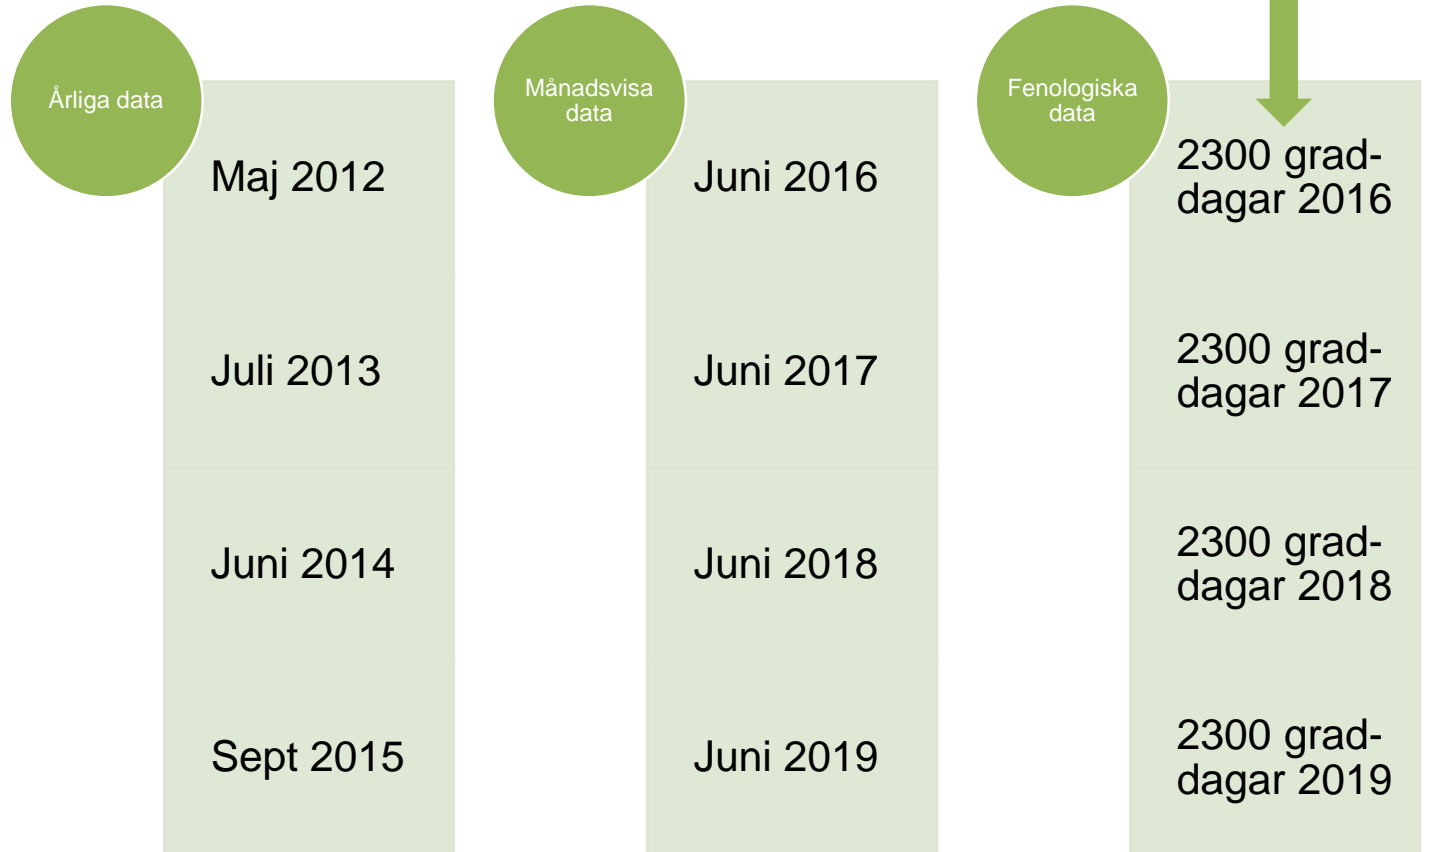 Årliga data
Maj 2012
Juli 2013
Juni 2014
Sept 2015
Månadsvisa
data
Juni 2016
Juni 2017
Juni 2018
Juni 2019
Fenologiska
data
2300 grad-
dagar 2016
2300 grad-
dagar 2017
2300 grad-
dagar 2018
2300 grad-
dagar 2019